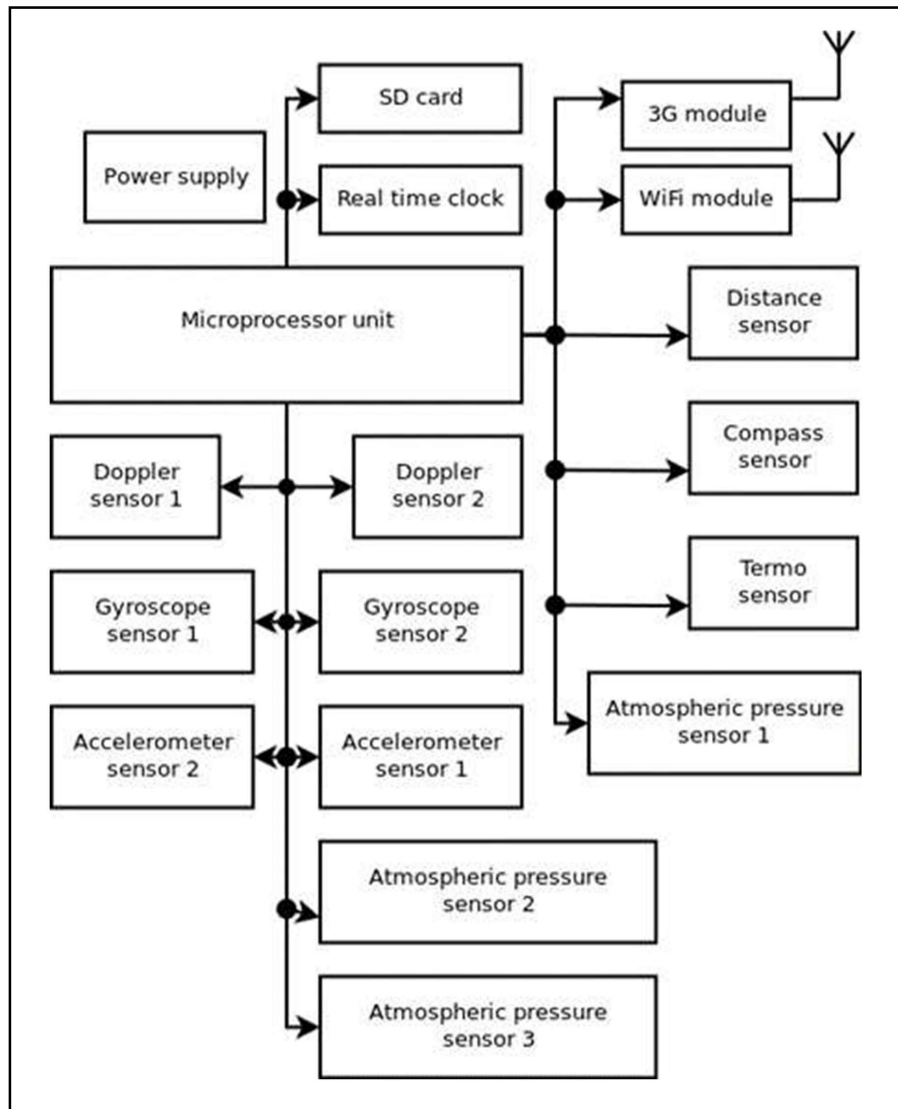 SD card
3G module
Power supply
Real time clock
WiFi module
Microprocessor unit
Distance
sensor
Doppler
sensor 1
Doppler
sensor 2
Compass
sensor
Gyroscope
sensor 1
Gyroscope
sensor 2
Termo
sensor
Accelerometer
sensor 2
Accelerometer
sensor 1
Atmospheric pressure
sensor 1
Atmospheric pressure
sensor 2
Atmospheric pressure
sensor 3